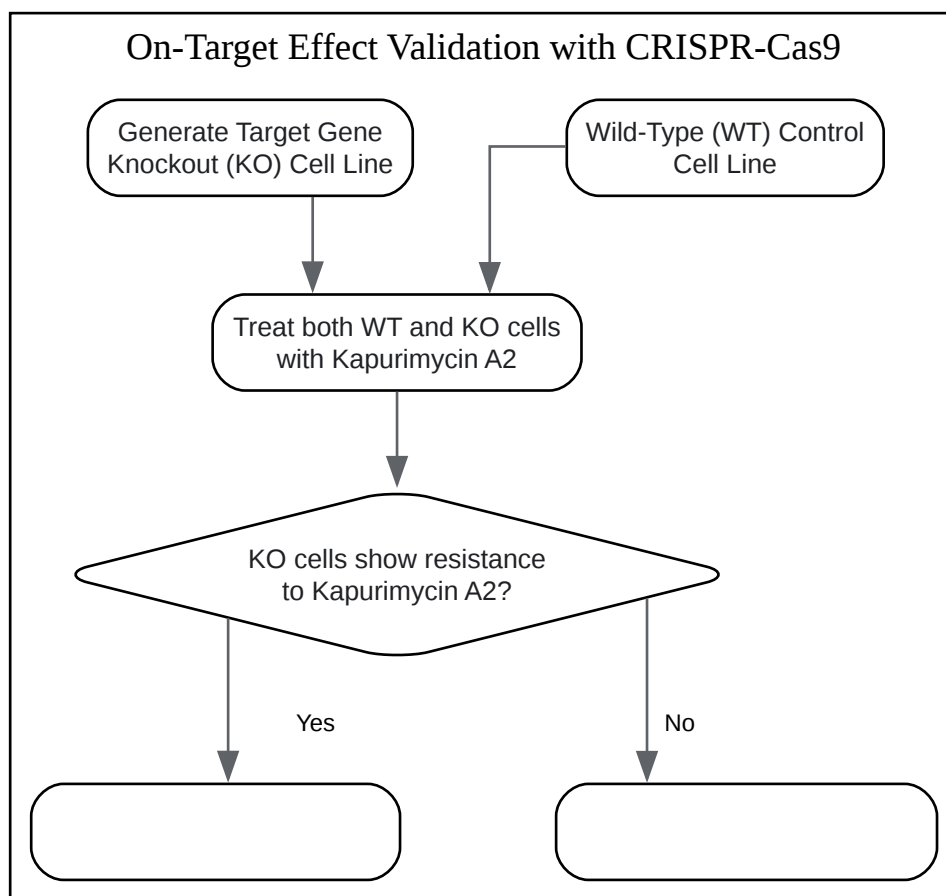 On-Target Effect Validation with CRISPR-Cas9
Generate Target Gene
Knockout (KO) Cell Line
Wild-Type (WT) Control
Cell Line
Treat both WT and KO cells
with Kapurimycin A2
KO cells show resistance
to Kapurimycin A2?
Yes
No